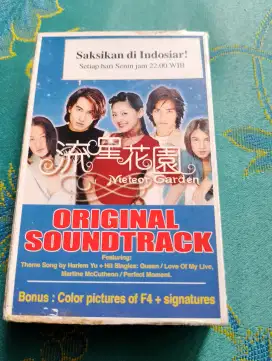 Saksikan di Indosiar!
Setiap hari Senin jam 22.00 WIB
流星花園
Meteor Garden
ORIGINAL
SOUNDTRACK
Featuring:
Theme Song by Harlem Yu + Hit Singles: Queen / Love Of My Live,
Martine McCutheon / Perfect Moment.
Bonus : Color pictures of F4 + signatures